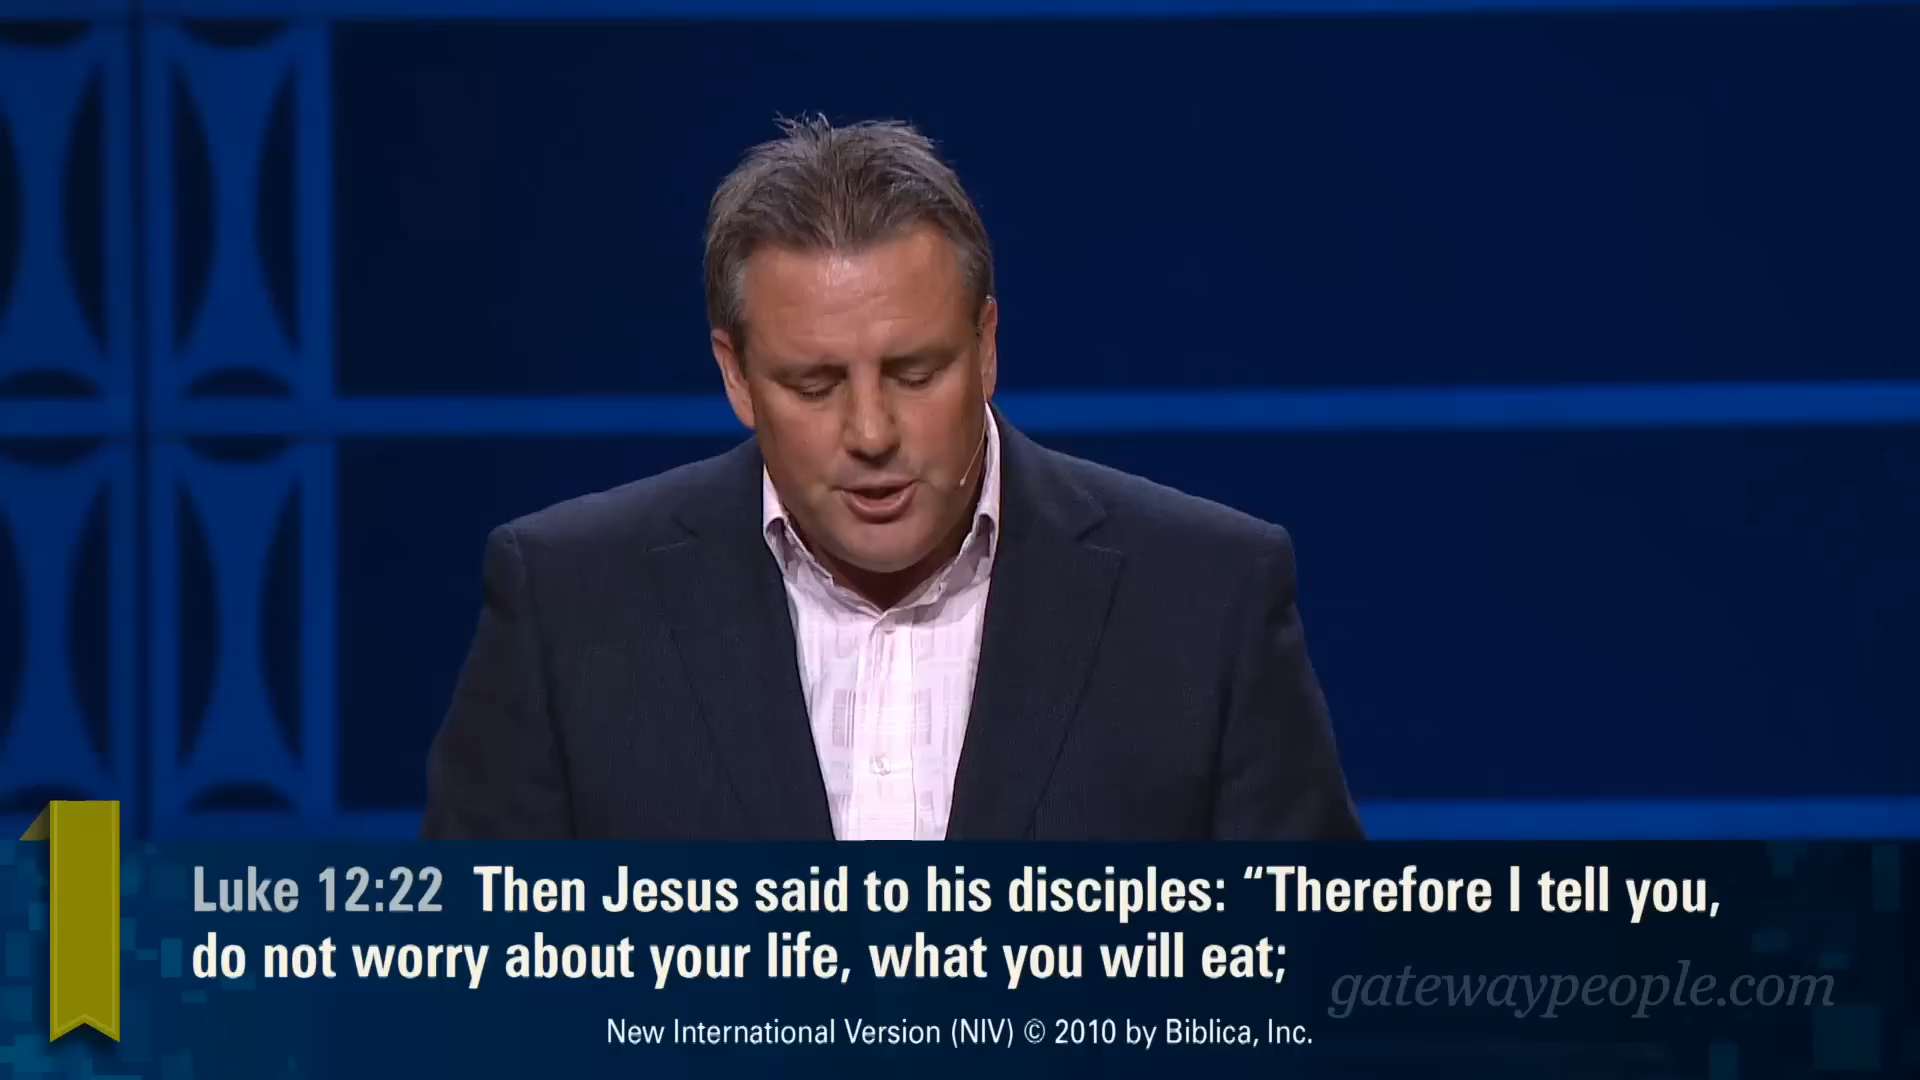 Luke 12:22 Then Jesus said to his disciples: “Therefore I tell you,
do not worry about your life, what you will eat;
gatewaypeople.com
New International Version (NIV) © 2010 by Biblica, Inc.